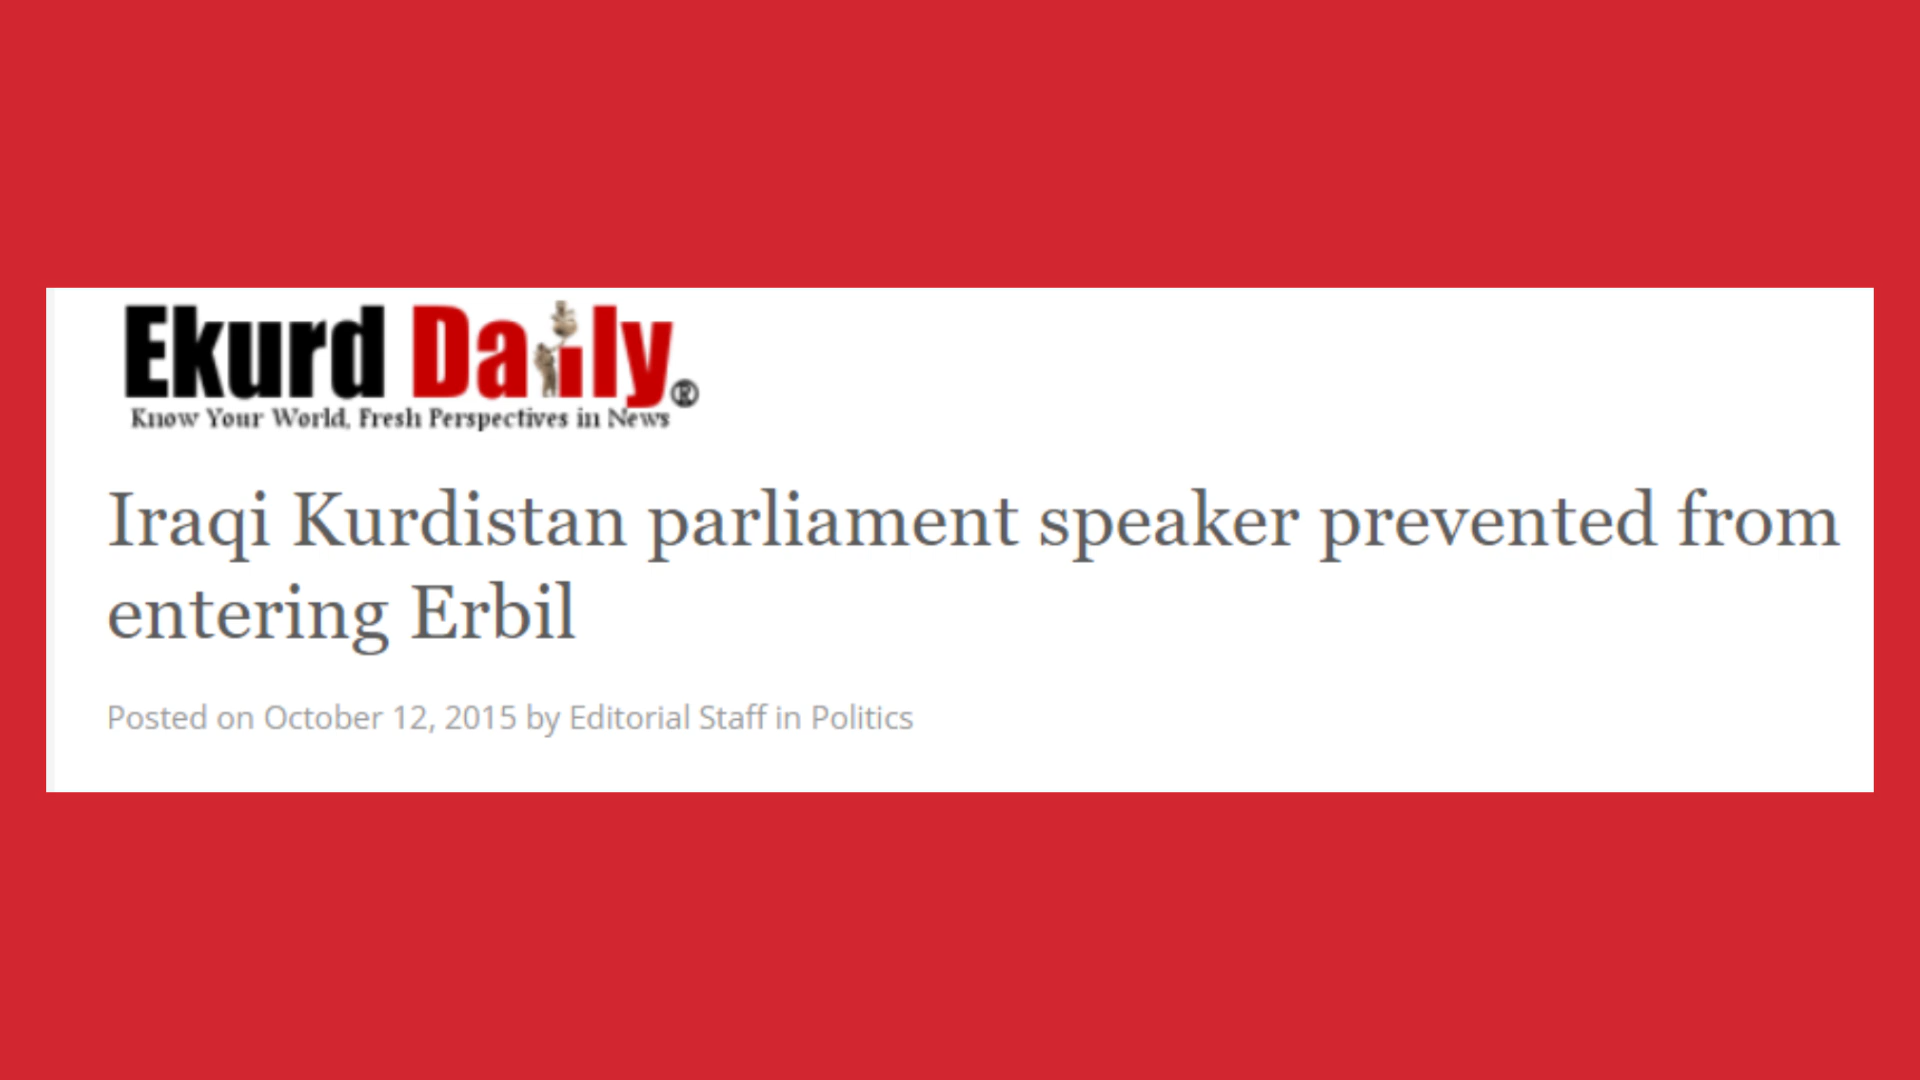 Ekurd Daily®
Know Your World, Fresh Perspectives in News
Iraqi Kurdistan parliament speaker prevented from
entering Erbil
Posted on October 12, 2015 by Editorial Staff in Politics